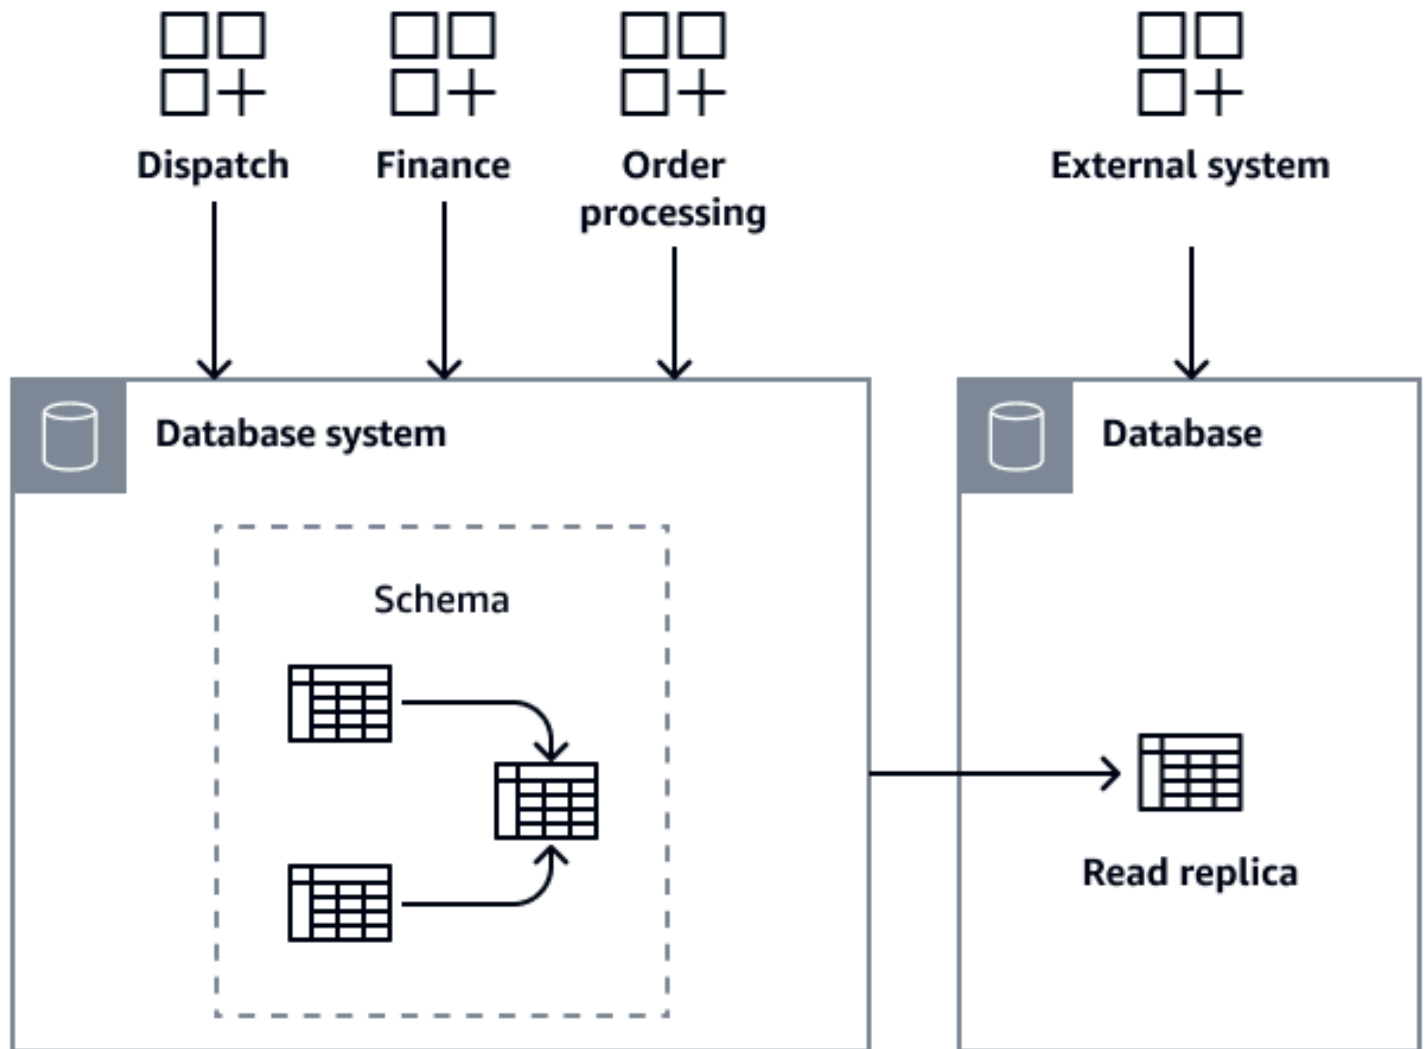 Dispatch
Finance
Order
processing
External system
Database system
Database
Schema
Read replica